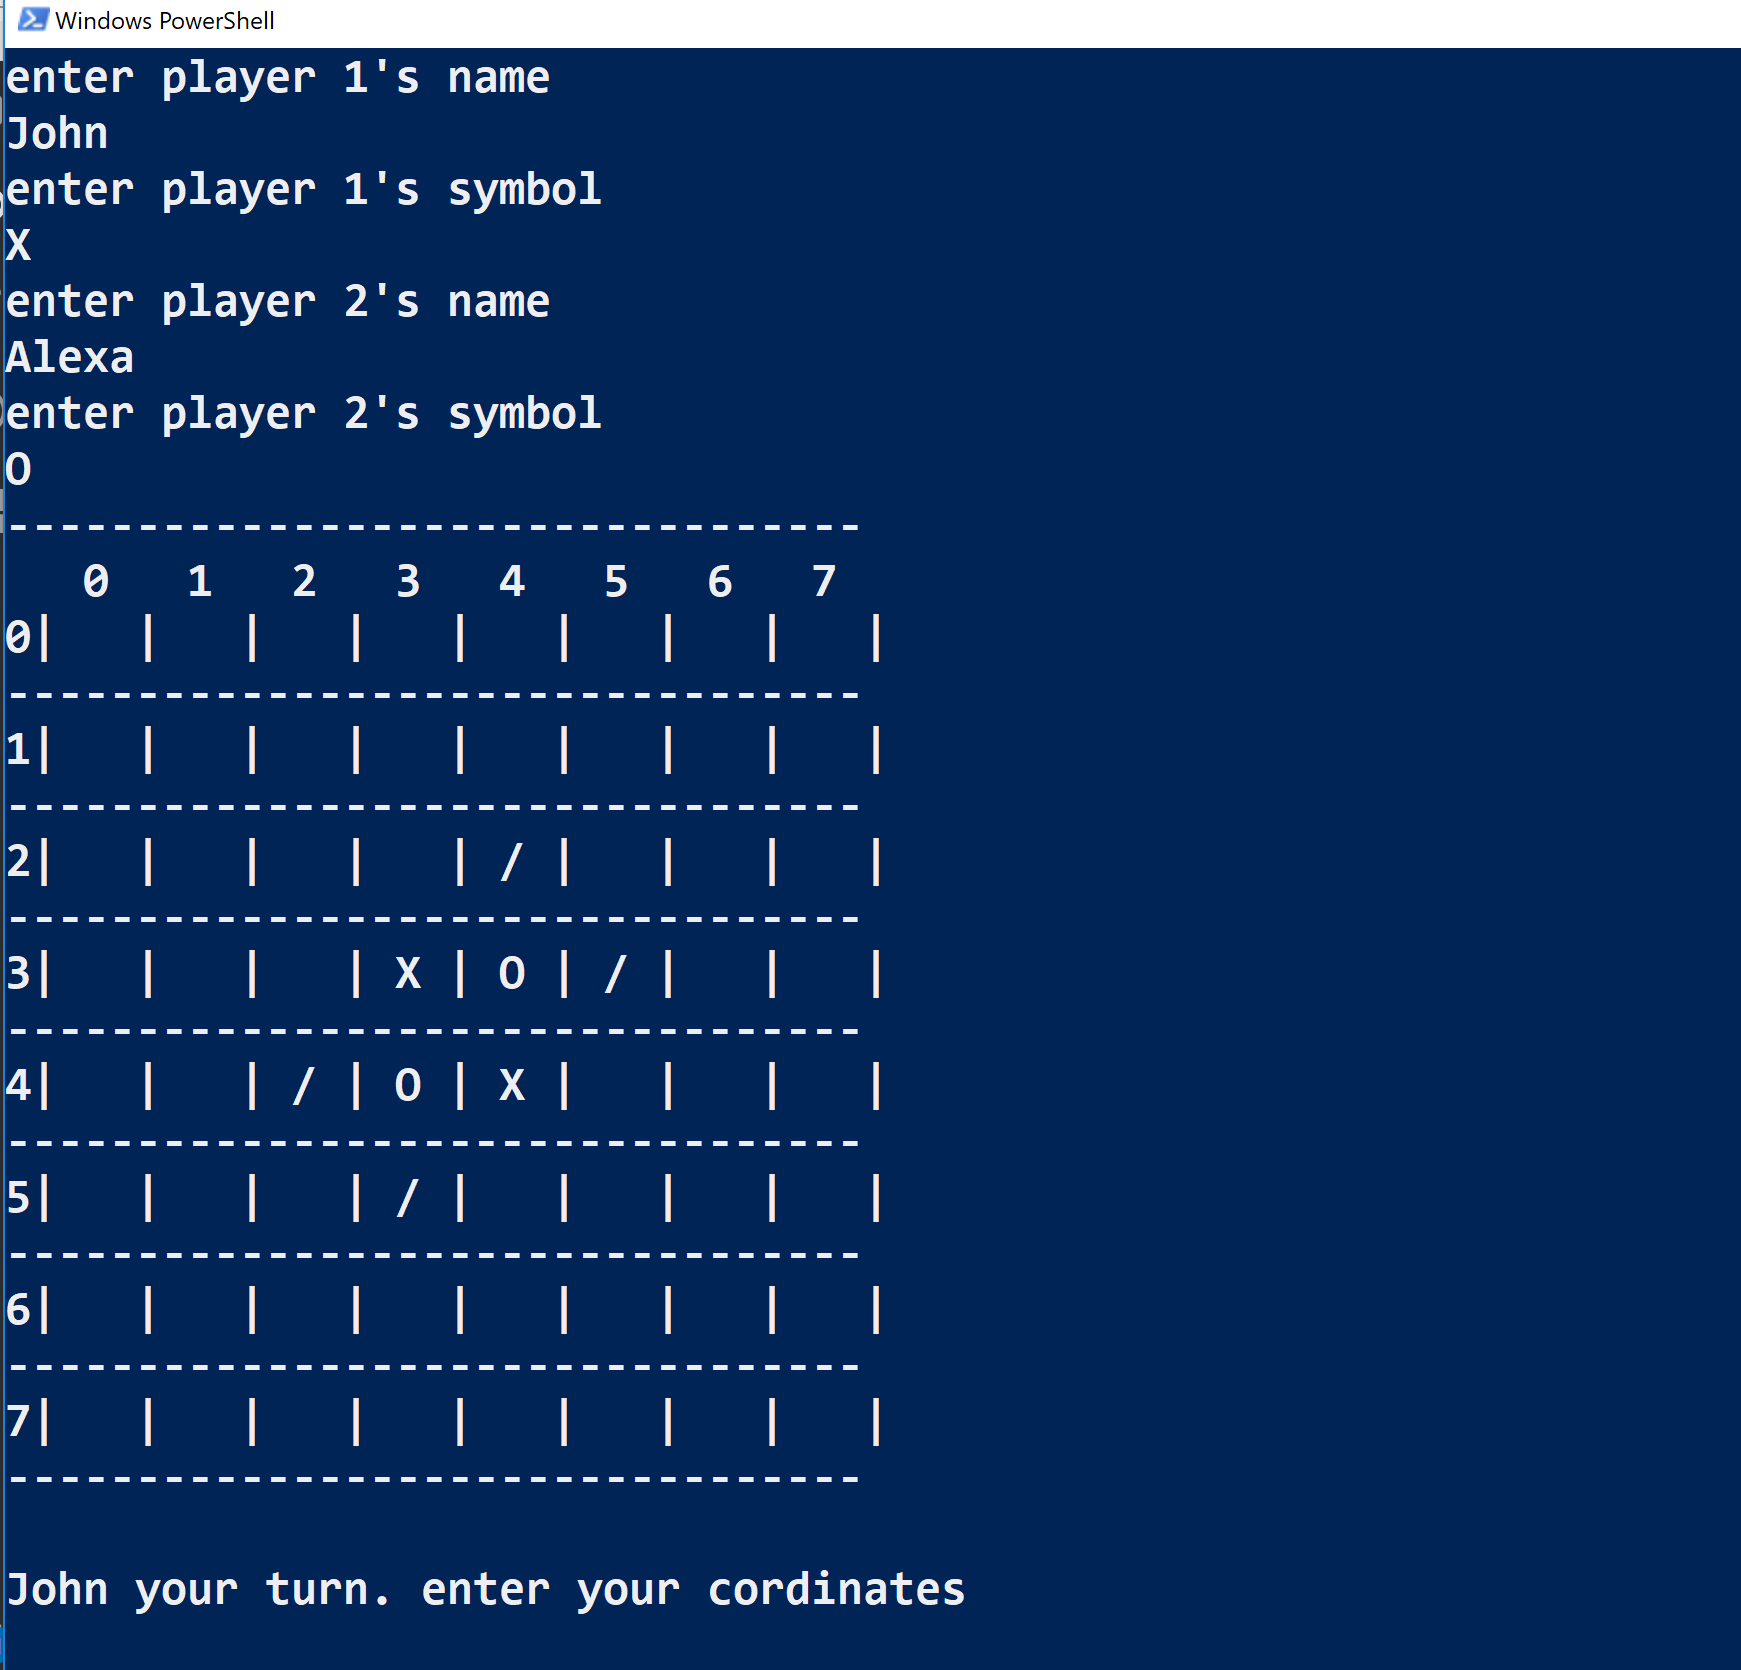 Windows PowerShell
enter player 1's name
John
enter player 1's symbol
X
enter player 2's name
Alexa
enter player 2's symbol
O
---------------------------------
   0   1   2   3   4   5   6   7
0|   |   |   |   |   |   |   |   |
---------------------------------
1|   |   |   |   |   |   |   |   |
---------------------------------
2|   |   |   |   | / |   |   |   |
---------------------------------
3|   |   |   | X | O | / |   |   |
---------------------------------
4|   |   | / | O | X |   |   |   |
---------------------------------
5|   |   |   | / |   |   |   |   |
---------------------------------
6|   |   |   |   |   |   |   |   |
---------------------------------
7|   |   |   |   |   |   |   |   |
---------------------------------
John your turn. enter your cordinates